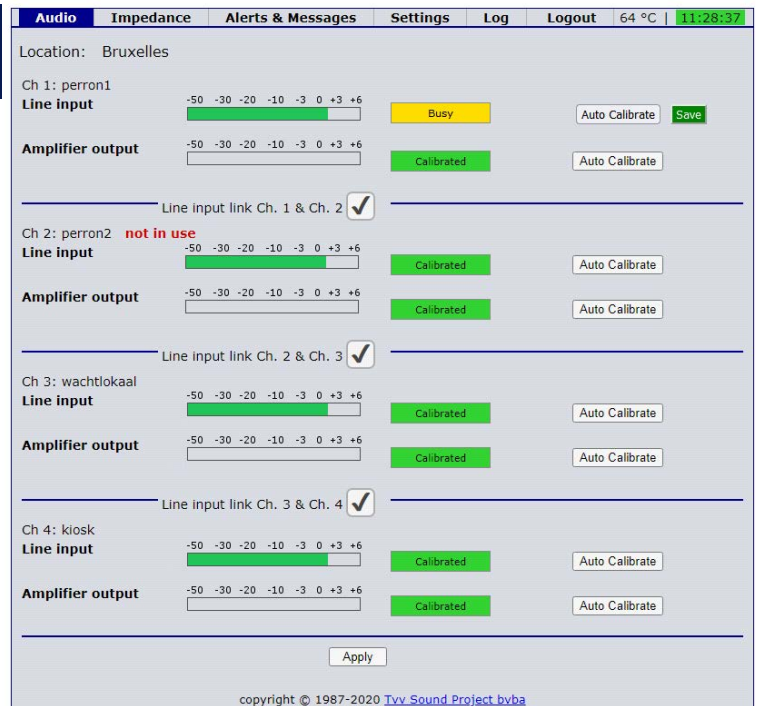 Audio Impedance Alerts & Messages Settings Log Logout 64 °C | 11:28:37
Location: Bruxelles
Ch 1: perron1
Line input -50 -30 -20 -10 -3 0 +3 +6 Busy Auto Calibrate Save
Amplifier output -50 -30 -20 -10 -3 0 +3 +6 Calibrated Auto Calibrate
Line input link Ch. 1 & Ch. 2
Ch 2: perron2 not in use
Line input -50 -30 -20 -10 -3 0 +3 +6 Calibrated Auto Calibrate
Amplifier output -50 -30 -20 -10 -3 0 +3 +6 Calibrated Auto Calibrate
Line input link Ch. 2 & Ch. 3
Ch 3: wachtlokaal
Line input -50 -30 -20 -10 -3 0 +3 +6 Calibrated Auto Calibrate
Amplifier output -50 -30 -20 -10 -3 0 +3 +6 Calibrated Auto Calibrate
Line input link Ch. 3 & Ch. 4
Ch 4: kiosk
Line input -50 -30 -20 -10 -3 0 +3 +6 Calibrated Auto Calibrate
Amplifier output -50 -30 -20 -10 -3 0 +3 +6 Calibrated Auto Calibrate
Apply
copyright © 1987-2020 Tvv Sound Project bvba